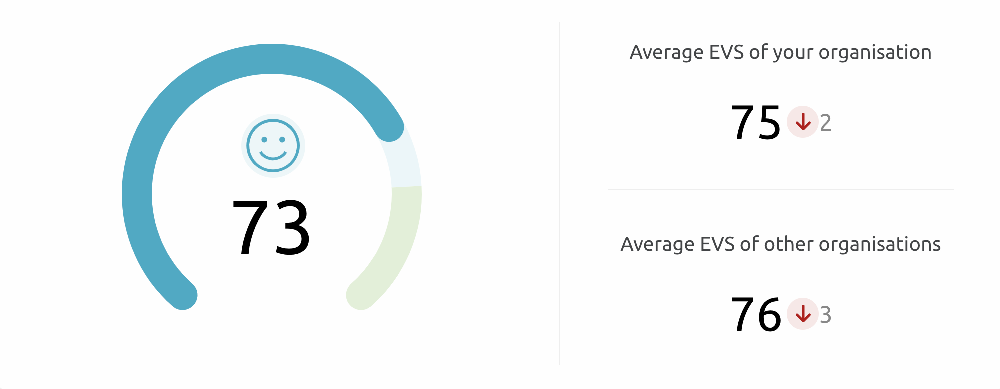 73
Average EVS of your organisation
75 2
Average EVS of other organisations
76 3